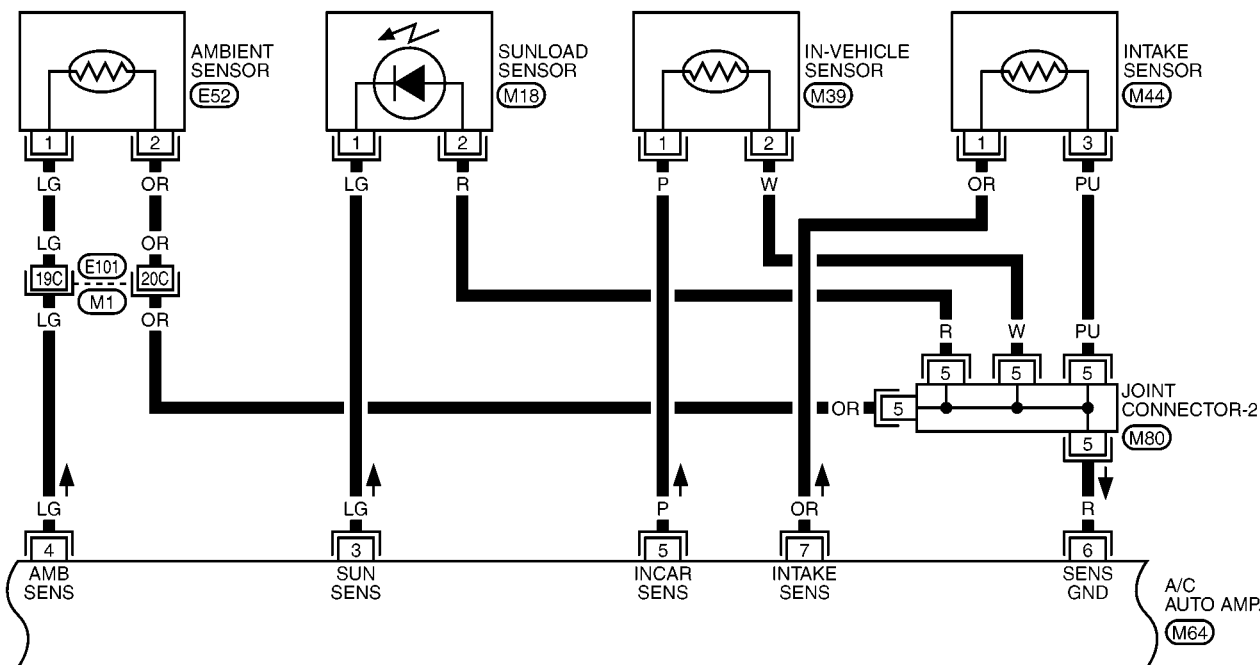 AMBIENT
SENSOR
E52
SUNLOAD
SENSOR
M18
IN-VEHICLE
SENSOR
M39
INTAKE
SENSOR
M44
1 2 1 2 1 2 1 3
LG OR LG R P W OR PU
LG OR
19C E101 20C
M1
LG OR
R W PU
5 5 5
OR 5
JOINT
CONNECTOR-2
M80
5
LG LG P OR R
4 3 5 7 6
AMB
SENS
SUN
SENS
INCAR
SENS
INTAKE
SENS
SENS
GND
A/C
AUTO AMP.
M64